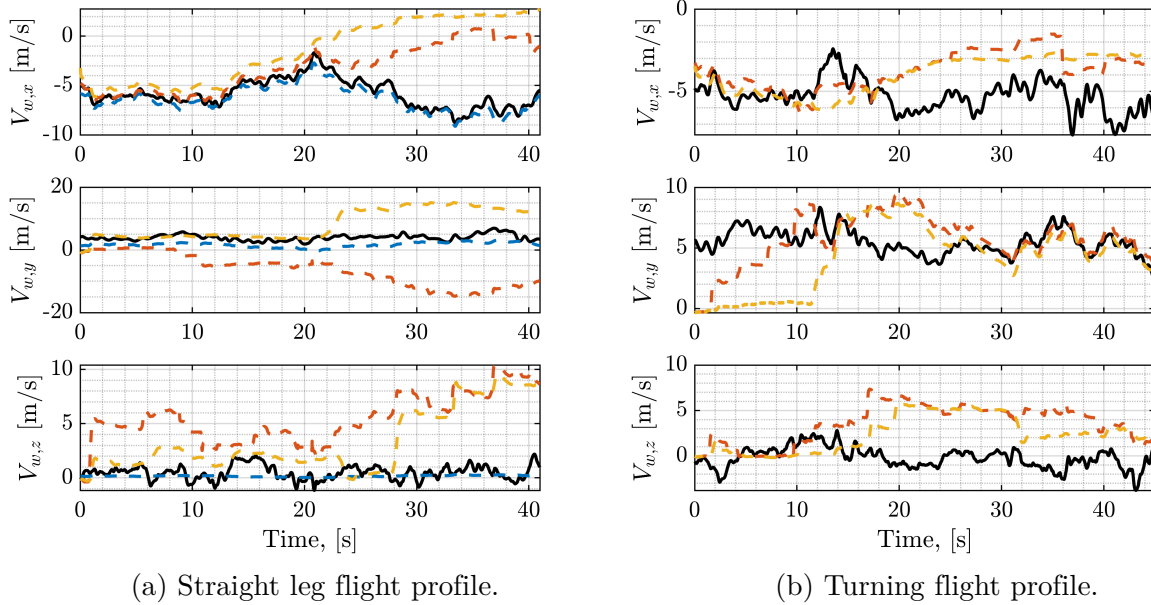 V_{w,x} [m/s]
0
-5
-10
0 10 20 30 40
V_{w,y} [m/s]
20
0
-20
0 10 20 30 40
V_{w,z} [m/s]
10
5
0
0 10 20 30 40
Time, [s]
(a) Straight leg flight profile.
V_{w,x} [m/s]
0
-5
0 10 20 30 40
V_{w,y} [m/s]
10
5
0
0 10 20 30 40
V_{w,z} [m/s]
10
5
0
0 10 20 30 40
Time, [s]
(b) Turning flight profile.